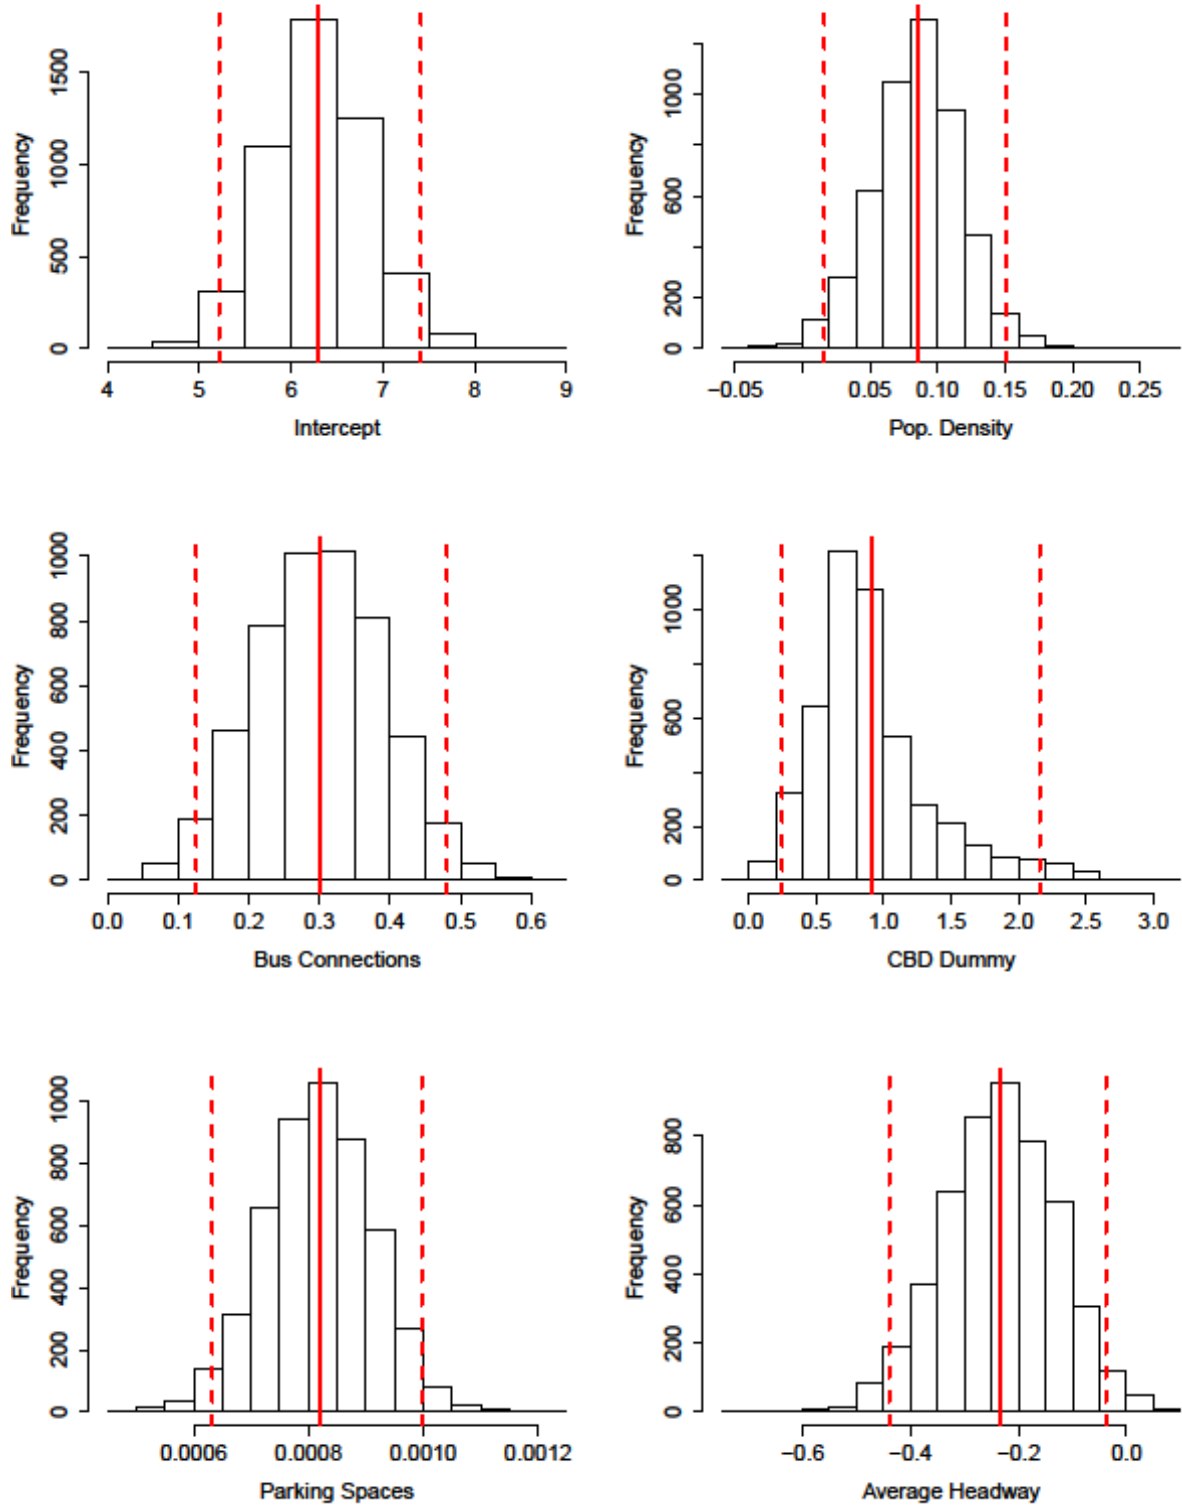 Frequency
0 500 1000 1500
4 5 6 7 8 9
Intercept
Frequency
0 200 600 1000
−0.05 0.05 0.10 0.15 0.20 0.25
Pop. Density
Frequency
0 200 400 600 800 1000
0.0 0.1 0.2 0.3 0.4 0.5 0.6
Bus Connections
Frequency
0 200 600 1000
0.0 0.5 1.0 1.5 2.0 2.5 3.0
CBD Dummy
Frequency
0 200 400 600 800 1000
0.0006 0.0008 0.0010 0.0012
Parking Spaces
Frequency
0 200 400 600 800
−0.6 −0.4 −0.2 0.0
Average Headway